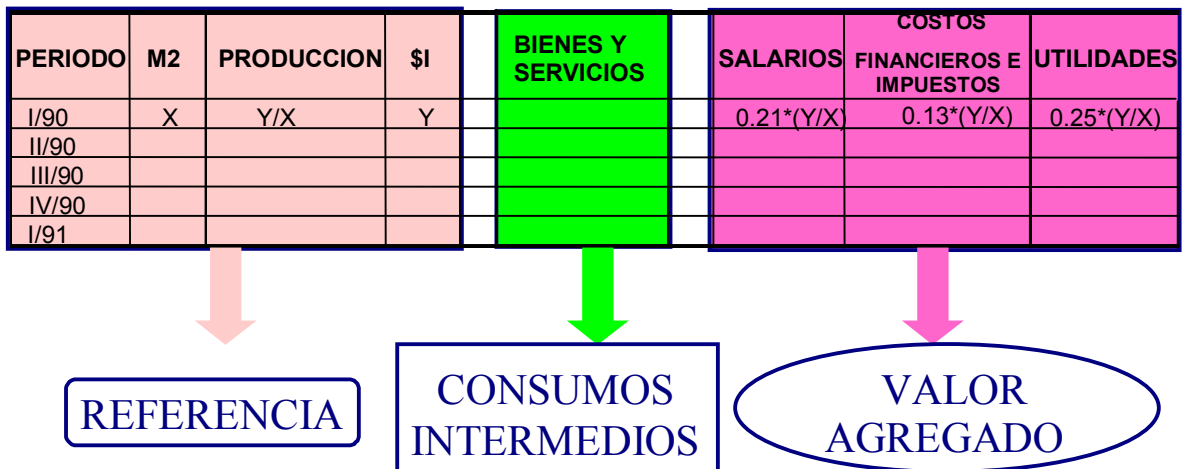 PERIODO M2 PRODUCCION $I BIENES Y SERVICIOS SALARIOS COSTOS FINANCIEROS E IMPUESTOS UTILIDADES
I/90 X Y/X Y 0.21*(Y/X) 0.13*(Y/X) 0.25*(Y/X)
II/90
III/90
IV/90
I/91
REFERENCIA
CONSUMOS
INTERMEDIOS
VALOR
AGREGADO